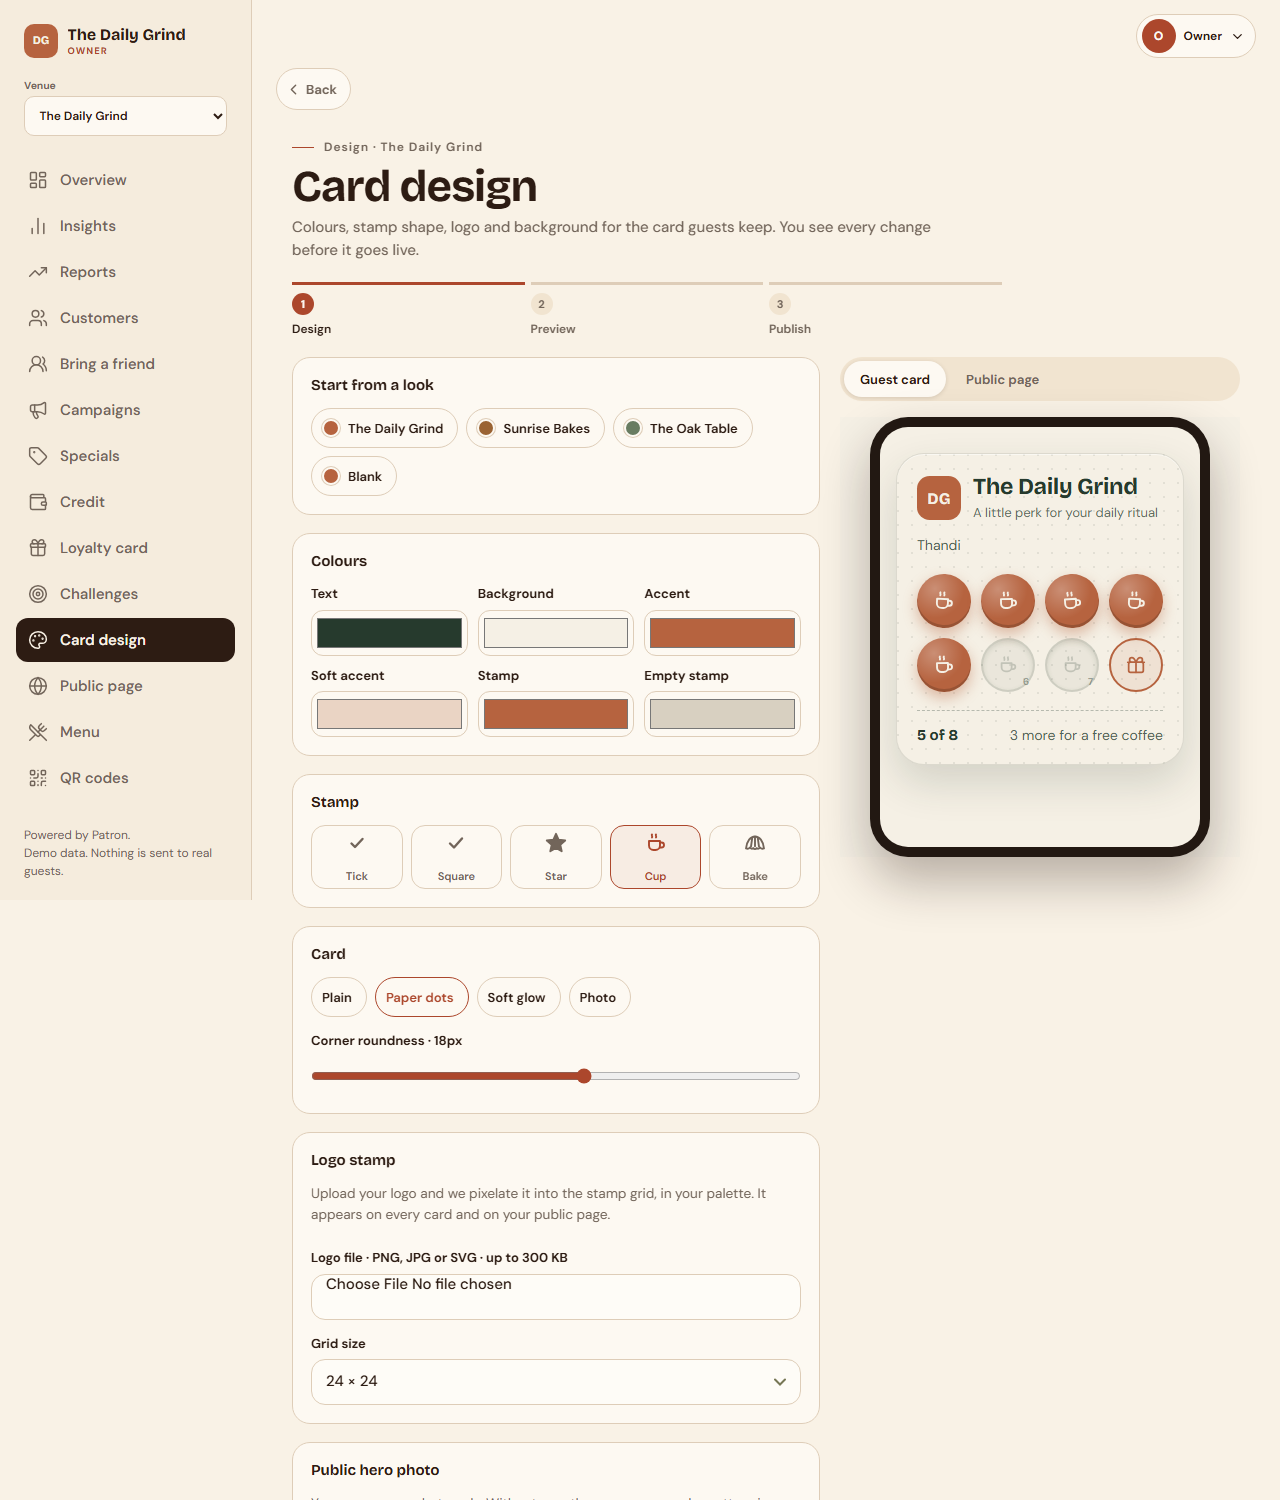 DG
The Daily Grind
OWNER
Venue
The Daily Grind
Overview
Insights
Reports
Customers
Bring a friend
Campaigns
Specials
Credit
Loyalty card
Challenges
Card design
Public page
Menu
QR codes
Powered by Patron.
Demo data. Nothing is sent to real
guests.
O
Owner
Back
Design · The Daily Grind
Card design
Colours, stamp shape, logo and background for the card guests keep. You see every change
before it goes live.
1
Design
2
Preview
3
Publish
Start from a look
The Daily Grind
Sunrise Bakes
The Oak Table
Blank
Colours
Text
Background
Accent
Soft accent
Stamp
Empty stamp
Stamp
Tick
Square
Star
Cup
Bake
Card
Plain
Paper dots
Soft glow
Photo
Corner roundness · 18px
Logo stamp
Upload your logo and we pixelate it into the stamp grid, in your palette. It
appears on every card and on your public page.
Logo file · PNG, JPG or SVG · up to 300 KB
Choose File No file chosen
Grid size
24 × 24
Public hero photo
Guest card
Public page
DG
The Daily Grind
A little perk for your daily ritual
Thandi
6
7
5 of 8
3 more for a free coffee